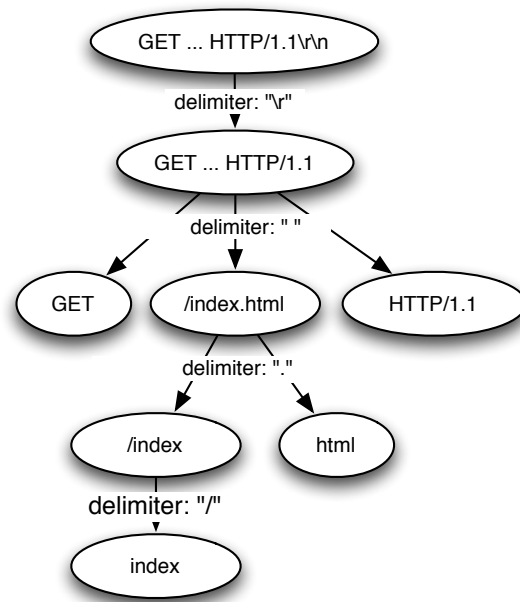 GET ... HTTP/1.1\r\n
delimiter: "\r"
GET ... HTTP/1.1
delimiter: " "
GET
/index.html
HTTP/1.1
delimiter: "."
/index
html
delimiter: "/"
index